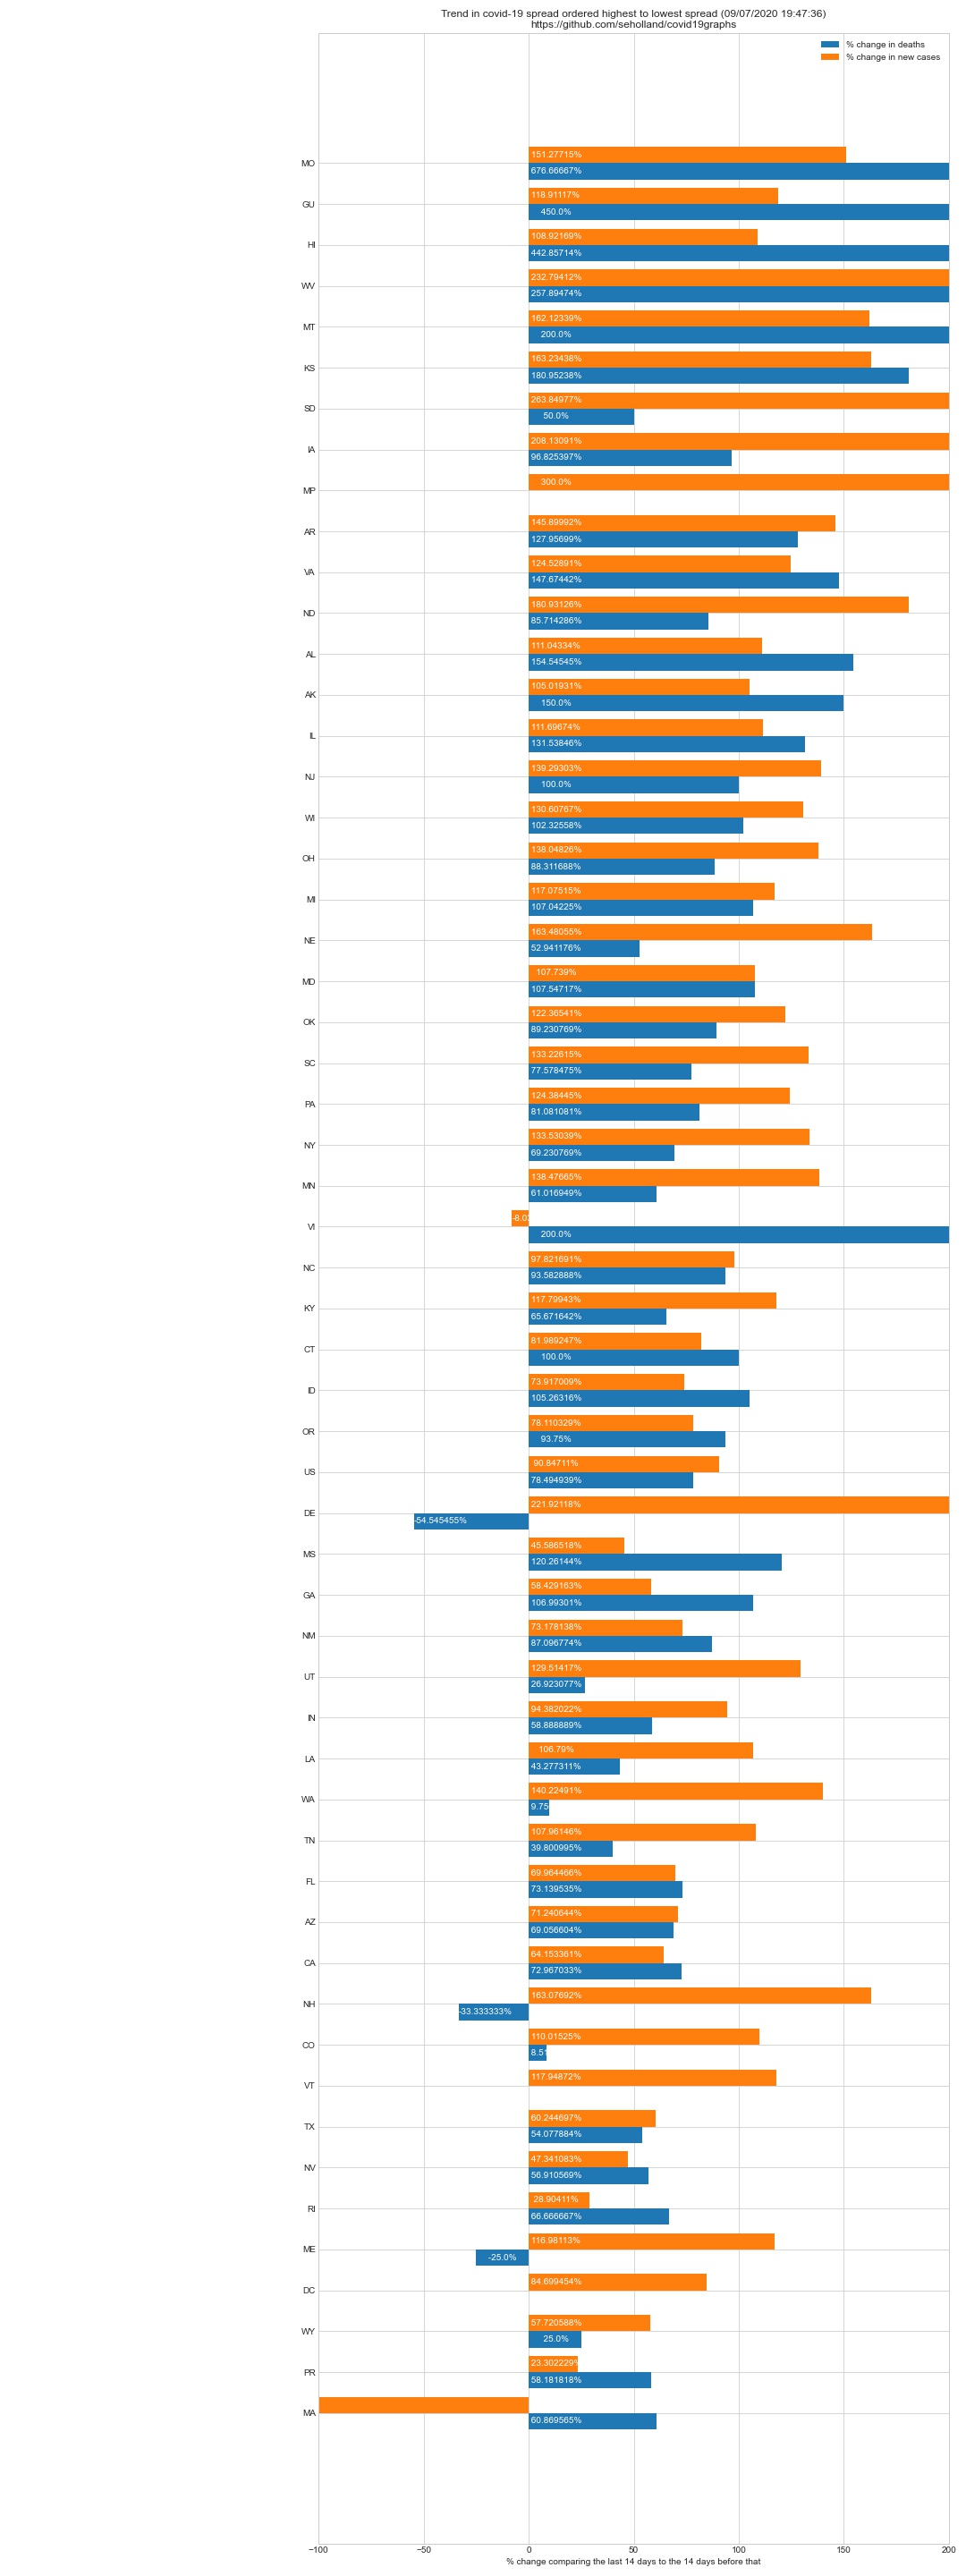 Trend in covid-19 spread ordered highest to lowest spread (09/07/2020 19:47:36)
https://github.com/seholland/covid19graphs
% change in deaths
% change in new cases
151.27715%
MO
676.66667%
118.91117%
GU
450.0%
108.92169%
HI
442.85714%
232.79412%
WV
257.89474%
162.12339%
MT
200.0%
163.23438%
KS
180.95238%
263.84977%
SD
50.0%
208.13091%
IA
96.825397%
300.0%
MP
145.89992%
AR
127.95699%
124.52891%
VA
147.67442%
180.93126%
ND
85.714286%
111.04334%
AL
154.54545%
105.01931%
AK
150.0%
111.69674%
IL
131.53846%
139.29303%
NJ
100.0%
130.60767%
WI
102.32558%
138.04826%
OH
88.311688%
117.07515%
MI
107.04225%
163.48055%
NE
52.941176%
107.739%
MD
107.54717%
122.36541%
OK
89.230769%
133.22615%
SC
77.578475%
124.38445%
PA
81.081081%
133.53039%
NY
69.230769%
138.47665%
MN
61.016949%
VI
200.0%
97.821691%
NC
93.582888%
117.79943%
KY
65.671642%
81.989247%
CT
100.0%
73.917009%
ID
105.26316%
78.110329%
OR
93.75%
90.84711%
US
78.494939%
221.92118%
DE
-54.545455%
45.586518%
MS
120.26144%
58.429163%
GA
106.99301%
73.178138%
NM
87.096774%
129.51417%
UT
26.923077%
94.382022%
IN
58.888889%
106.79%
LA
43.277311%
140.22491%
WA
9.75
107.96146%
TN
39.800995%
69.964466%
FL
73.139535%
71.240644%
AZ
69.056604%
64.153361%
CA
72.967033%
163.07692%
NH
-33.333333%
110.01525%
CO
8.51
117.94872%
VT
60.244697%
TX
54.077884%
47.341083%
NV
56.910569%
28.90411%
RI
66.666667%
116.98113%
ME
-25.0%
84.699454%
DC
57.720588%
WY
25.0%
23.302229%
PR
58.181818%
MA
60.869565%
−100 −50 0 50 100 150 200
% change comparing the last 14 days to the 14 days before that